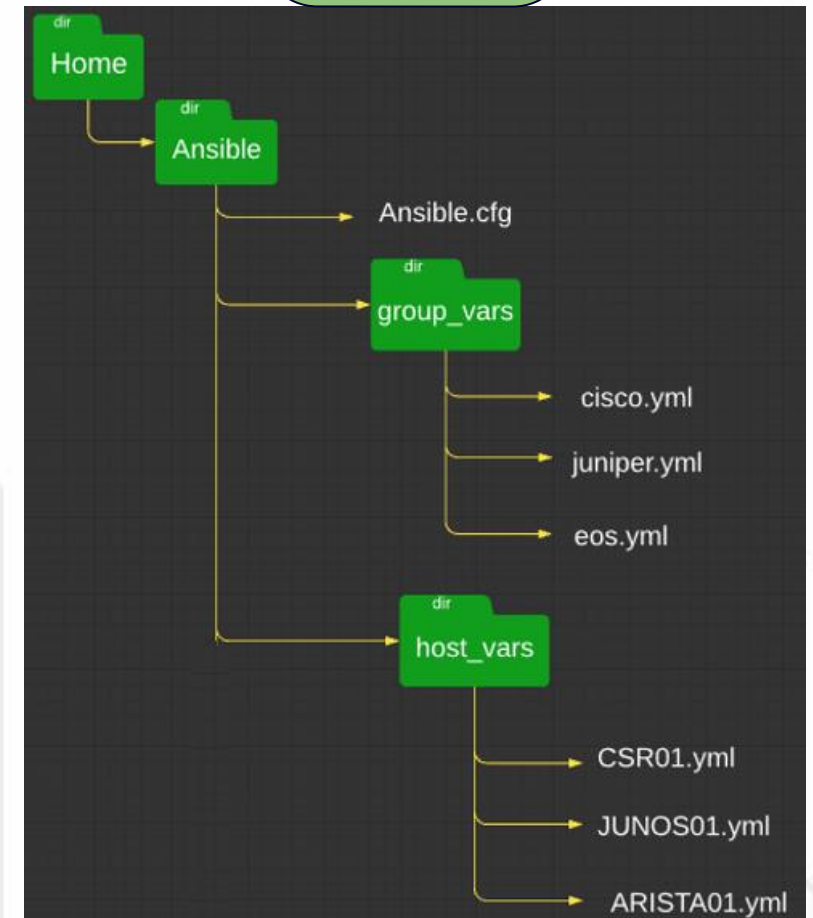 dir
Home
dir
Ansible
Ansible.cfg
dir
group_vars
cisco.yml
juniper.yml
eos.yml
dir
host_vars
CSR01.yml
JUNOS01.yml
ARISTA01.yml